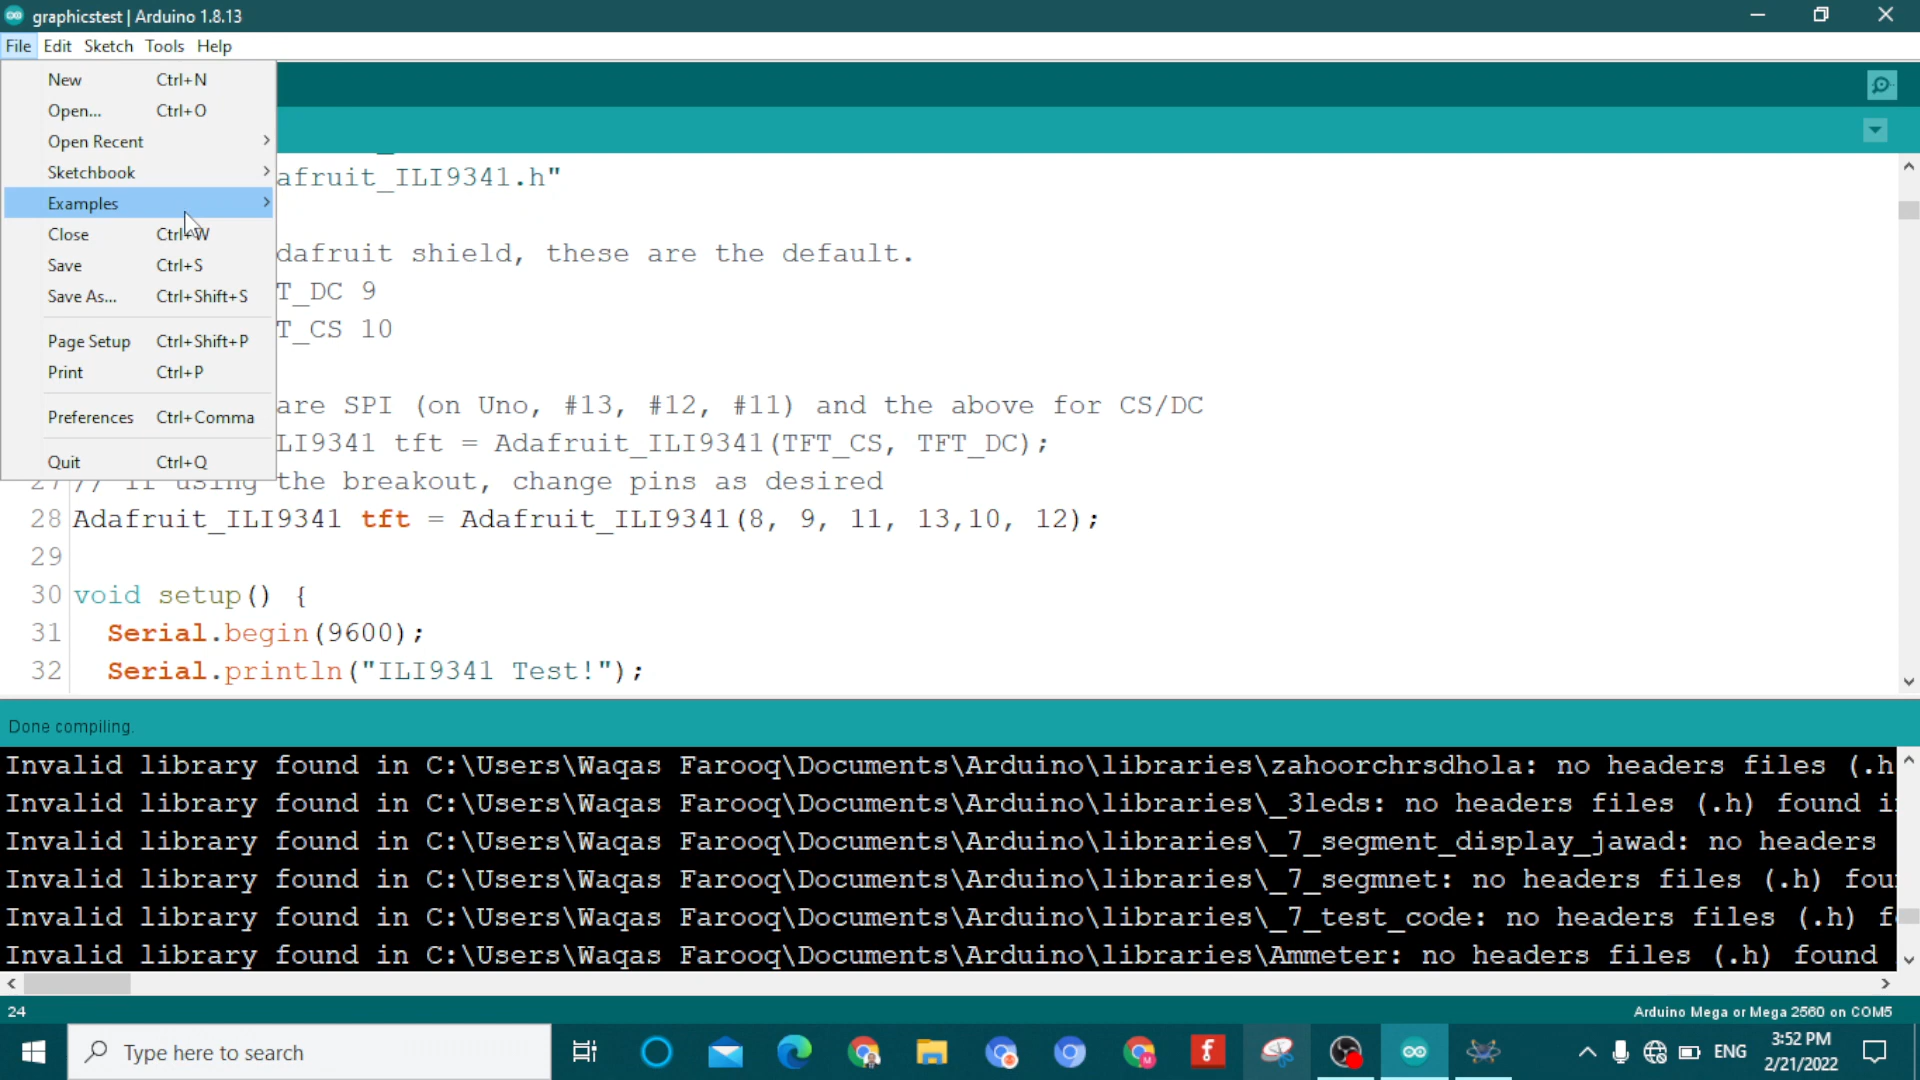 graphicstest | Arduino 1.8.13
File Edit Sketch Tools Help
New Ctrl+N
Open... Ctrl+O
Open Recent
Sketchbook
Examples
Close Ctrl+W
Save Ctrl+S
Save As... Ctrl+Shift+S
Page Setup Ctrl+Shift+P
Print Ctrl+P
Preferences Ctrl+Comma
Quit Ctrl+Q
afruit_ILI9341.h"
dafruit shield, these are the default.
T_DC 9
T_CS 10
are SPI (on Uno, #13, #12, #11) and the above for CS/DC
LI9341 tft = Adafruit_ILI9341(TFT_CS, TFT_DC);
27 // If using the breakout, change pins as desired
28 Adafruit_ILI9341 tft = Adafruit_ILI9341(8, 9, 11, 13,10, 12);
29
30 void setup() {
31 Serial.begin(9600);
32 Serial.println("ILI9341 Test!");
Done compiling.
Invalid library found in C:\Users\Waqas Farooq\Documents\Arduino\libraries\zahoorchrsdhola: no headers files (.h
Invalid library found in C:\Users\Waqas Farooq\Documents\Arduino\libraries\_3leds: no headers files (.h) found i
Invalid library found in C:\Users\Waqas Farooq\Documents\Arduino\libraries\_7_segment_display_jawad: no headers
Invalid library found in C:\Users\Waqas Farooq\Documents\Arduino\libraries\_7_segmnet: no headers files (.h) fou
Invalid library found in C:\Users\Waqas Farooq\Documents\Arduino\libraries\_7_test_code: no headers files (.h) f
Invalid library found in C:\Users\Waqas Farooq\Documents\Arduino\libraries\Ammeter: no headers files (.h) found
24 Arduino Mega or Mega 2560 on COM5
Type here to search
ENG
3:52 PM
2/21/2022